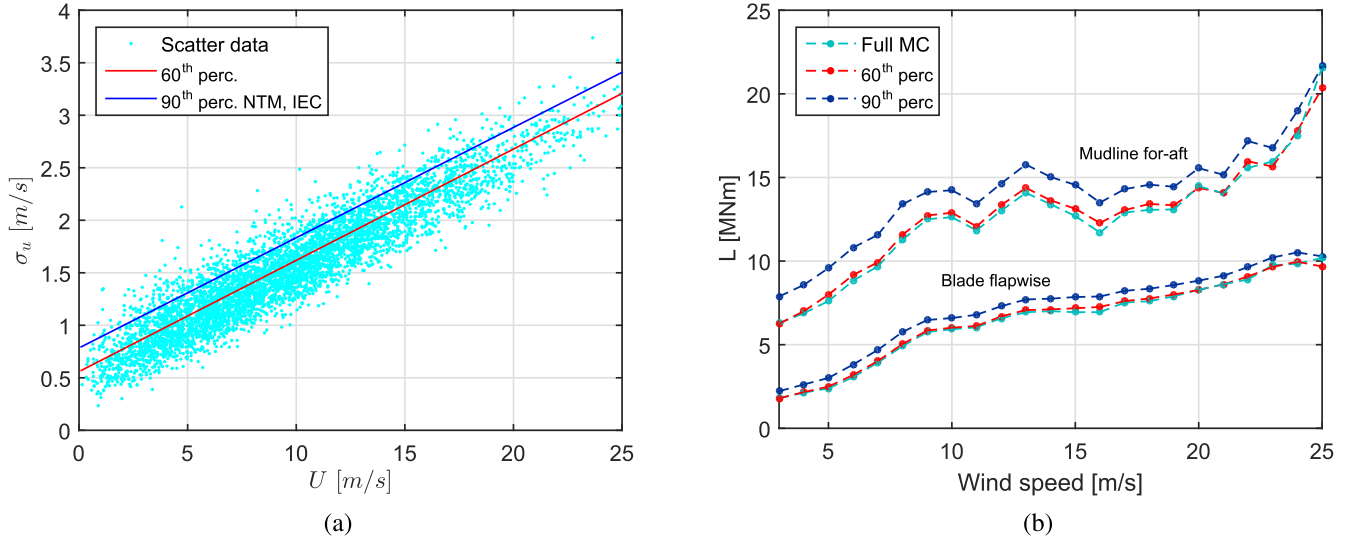 4
3.5
3
2.5
2
1.5
1
0.5
0
σu [m/s]
Scatter data
60th perc.
90th perc. NTM, IEC
0
5
10
15
20
25
U [m/s]
(a)
25
20
15
10
5
0
L [MNm]
Full MC
60th perc
90th perc
Mudline for-aft
Blade flapwise
5
10
15
20
25
Wind speed [m/s]
(b)